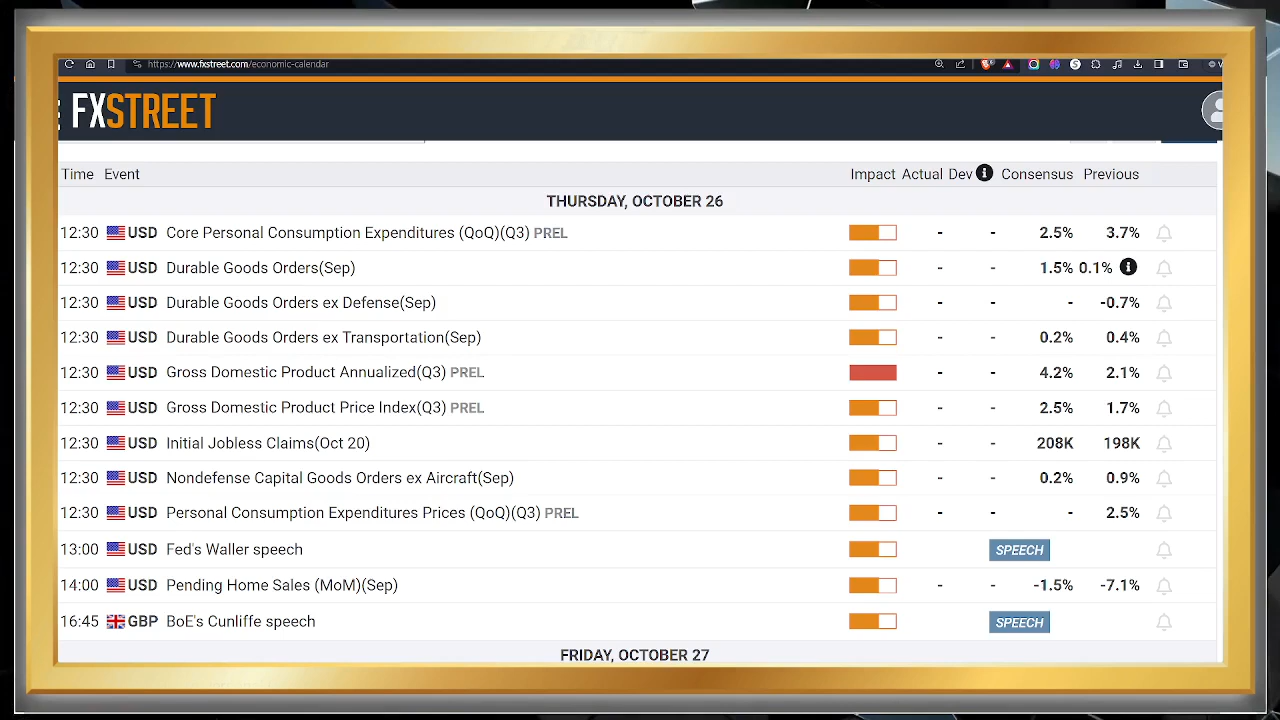 https://www.fxstreet.com/economic-calendar
FXSTREET
Time Event Impact Actual Dev Consensus Previous
THURSDAY, OCTOBER 26
12:30 USD Core Personal Consumption Expenditures (QoQ)(Q3) PREL - - 2.5% 3.7%
12:30 USD Durable Goods Orders(Sep) - - 1.5% 0.1%
12:30 USD Durable Goods Orders ex Defense(Sep) - - - -0.7%
12:30 USD Durable Goods Orders ex Transportation(Sep) - - 0.2% 0.4%
12:30 USD Gross Domestic Product Annualized(Q3) PREL - - 4.2% 2.1%
12:30 USD Gross Domestic Product Price Index(Q3) PREL - - 2.5% 1.7%
12:30 USD Initial Jobless Claims(Oct 20) - - 208K 198K
12:30 USD Nondefense Capital Goods Orders ex Aircraft(Sep) - - 0.2% 0.9%
12:30 USD Personal Consumption Expenditures Prices (QoQ)(Q3) PREL - - - 2.5%
13:00 USD Fed's Waller speech SPEECH
14:00 USD Pending Home Sales (MoM)(Sep) - - -1.5% -7.1%
16:45 GBP BoE's Cunliffe speech SPEECH
FRIDAY, OCTOBER 27